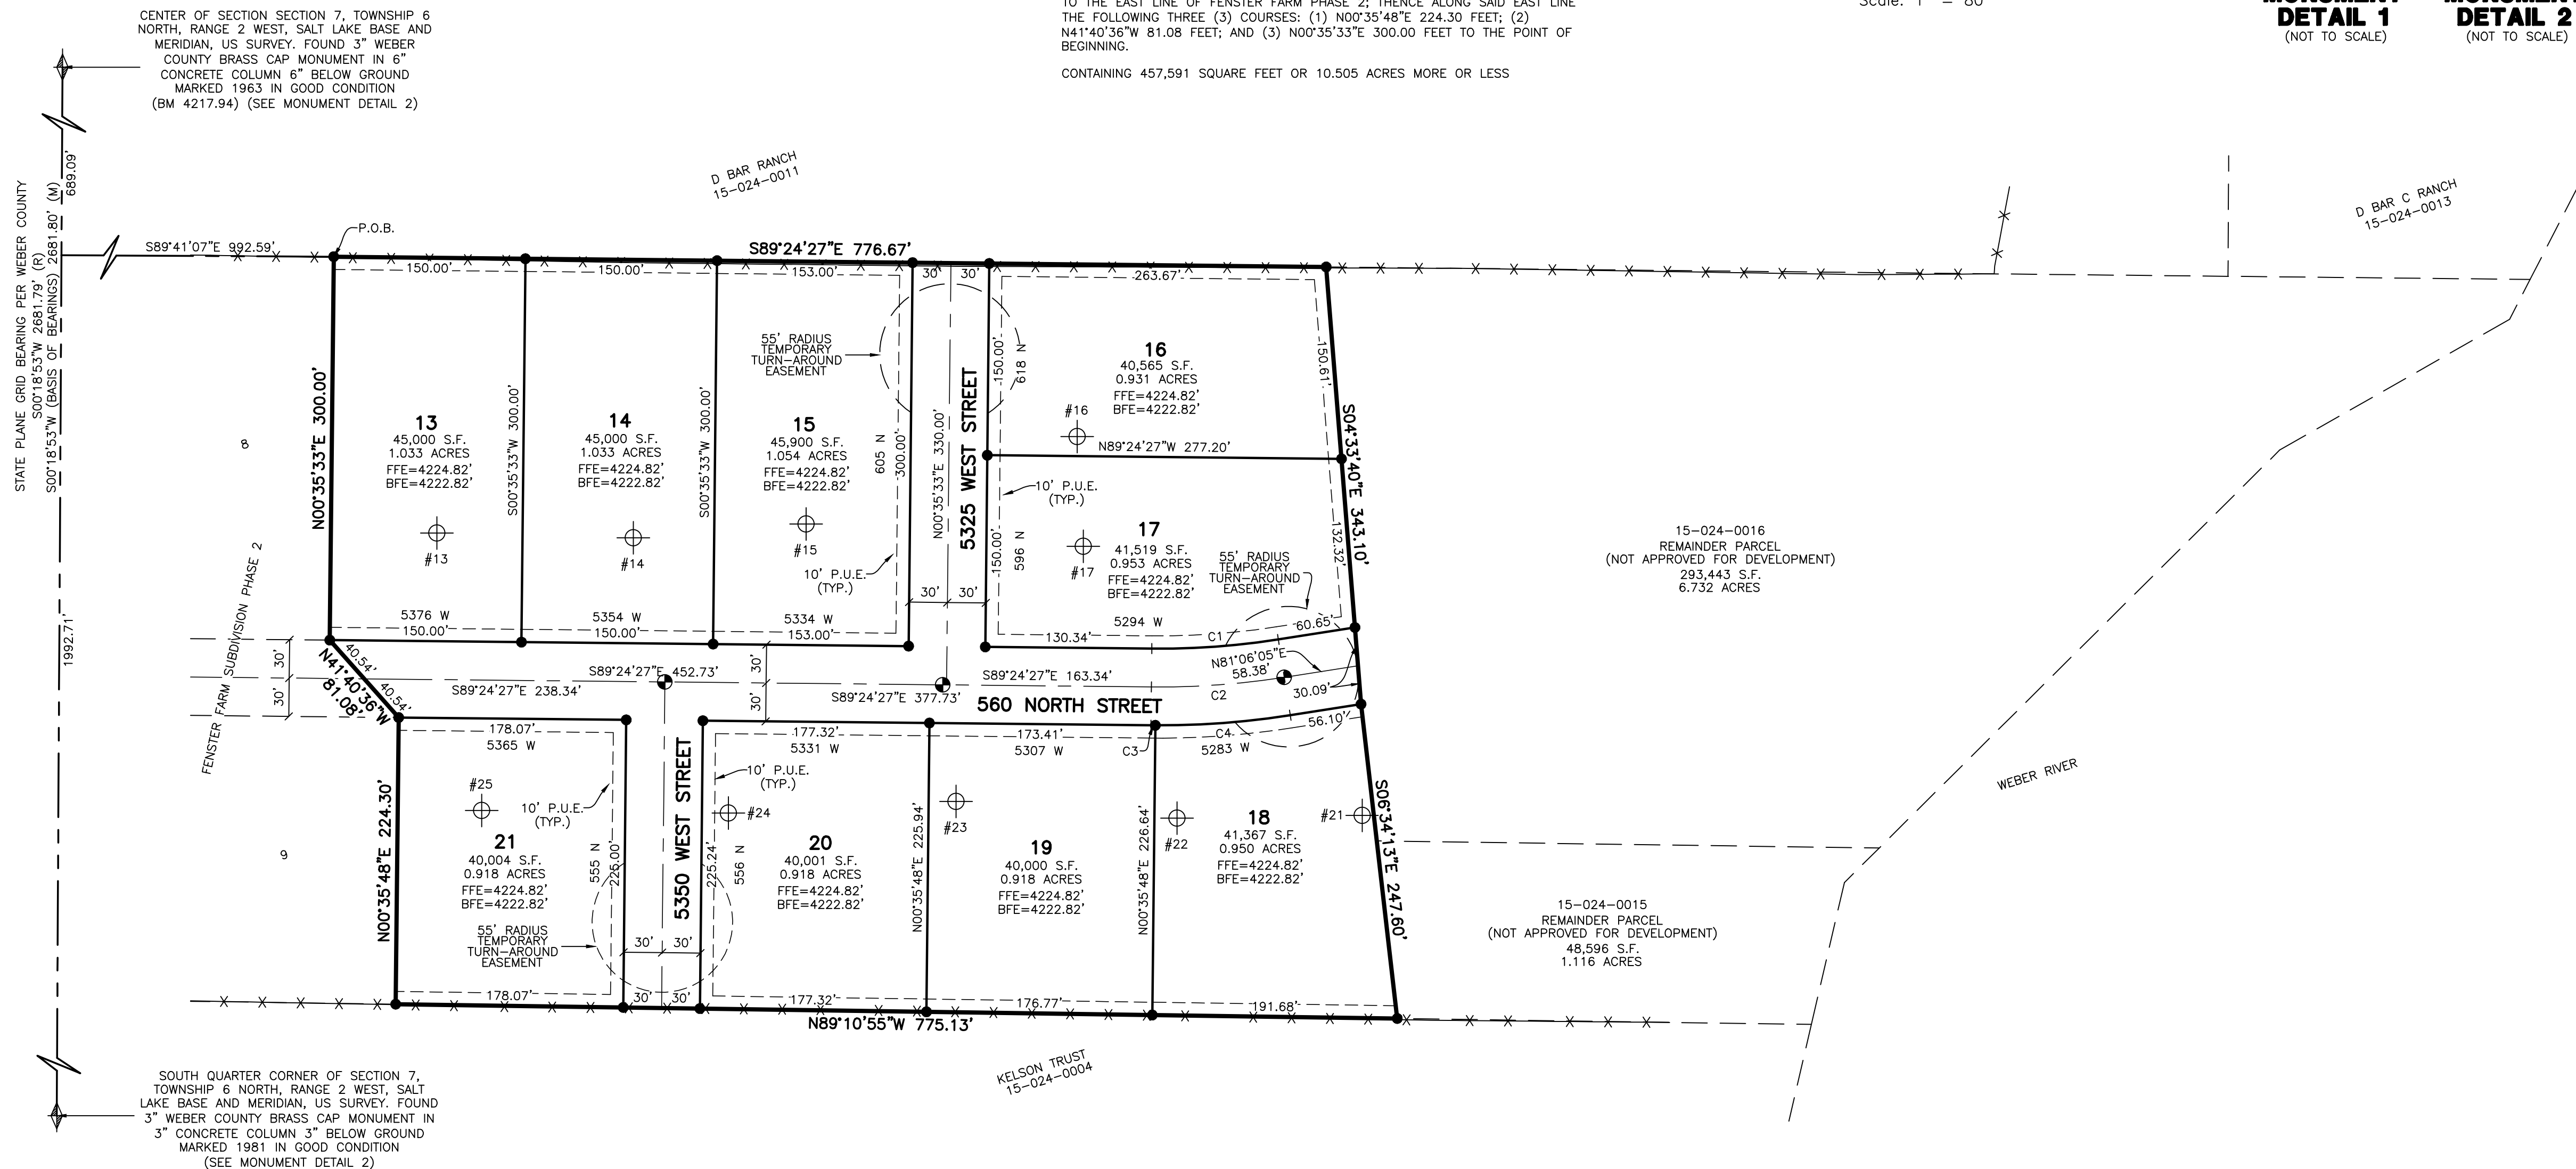 CENTER OF SECTION SECTION 7, TOWNSHIP 6
NORTH, RANGE 2 WEST, SALT LAKE BASE AND
MERIDIAN, US SURVEY. FOUND 3" WEBER
COUNTY BRASS CAP MONUMENT IN 6"
CONCRETE COLUMN 6" BELOW GROUND
MARKED 1963 IN GOOD CONDITION
(BM 4217.94) (SEE MONUMENT DETAIL 2)
TO THE EAST LINE OF FENSTER FARM PHASE 2; THENCE ALONG SAID EAST LINE
THE FOLLOWING THREE (3) COURSES: (1) N00°35'48"E 224.30 FEET; (2)
N41°40'36"W 81.08 FEET; AND (3) N00°35'33"E 300.00 FEET TO THE POINT OF
BEGINNING.
CONTAINING 457,591 SQUARE FEET OR 10.505 ACRES MORE OR LESS
Scale: 1" = 80'
DETAIL 1
(NOT TO SCALE)
DETAIL 2
(NOT TO SCALE)
STATE PLANE GRID BEARING PER WEBER COUNTY
S00°18'53"W 2681.79' (R)
S00°18'53"W (BASIS OF BEARINGS) 2681.80' (M)
689.09'
1992.71'
D BAR RANCH
15-024-0011
D BAR C RANCH
15-024-0013
S89°41'07"E 992.59'
P.O.B.
S89°24'27"E 776.67'
150.00'
150.00'
153.00'
30'
30'
263.67'
N00°35'33"E 300.00'
13
45,000 S.F.
1.033 ACRES
FFE=4224.82'
BFE=4222.82'
#13
5376 W
150.00'
S00°35'33"W 300.00'
14
45,000 S.F.
1.033 ACRES
FFE=4224.82'
BFE=4222.82'
#14
5354 W
150.00'
S00°35'33"W 300.00'
55' RADIUS
TEMPORARY
TURN-AROUND
EASEMENT
15
45,900 S.F.
1.054 ACRES
FFE=4224.82'
BFE=4222.82'
#15
10' P.U.E.
(TYP.)
5334 W
153.00'
605 N
300.00'
N00°35'33"E 330.00'
5325 WEST STREET
30'
30'
150.00'
618 N
16
40,565 S.F.
0.931 ACRES
FFE=4224.82'
BFE=4222.82'
#16
150.61'
N89°24'27"W 277.20'
S04°33'40"E 343.10'
10' P.U.E.
(TYP.)
150.00'
596 N
17
41,519 S.F.
0.953 ACRES
FFE=4224.82'
BFE=4222.82'
#17
55' RADIUS
TEMPORARY
TURN-AROUND
EASEMENT
132.32'
5294 W
130.34'
C1
60.65'
15-024-0016
REMAINDER PARCEL
(NOT APPROVED FOR DEVELOPMENT)
293,443 S.F.
6.732 ACRES
8
FENSTER FARM SUBDIVISION PHASE 2
9
30'
30'
40.54'
40.54'
N41°40'36"W
81.08'
S89°24'27"E 238.34'
S89°24'27"E 452.73'
30'
30'
S89°24'27"E 377.73'
S89°24'27"E 163.34'
560 NORTH STREET
N81°06'05"E
58.38'
C2
30.09'
56.10'
178.07'
5365 W
177.32'
5331 W
173.41'
5307 W
C3
C4
5283 W
N00°35'48"E 224.30'
#25
10' P.U.E.
(TYP.)
21
40,004 S.F.
0.918 ACRES
FFE=4224.82'
BFE=4222.82'
55' RADIUS
TEMPORARY
TURN-AROUND
EASEMENT
178.07'
555 N
225.00'
5350 WEST STREET
30'
30'
30'
30'
225.24'
556 N
10' P.U.E.
(TYP.)
#24
20
40,001 S.F.
0.918 ACRES
FFE=4224.82'
BFE=4222.82'
177.32'
N00°35'48"E 225.94'
#23
19
40,000 S.F.
0.918 ACRES
FFE=4224.82'
BFE=4222.82'
176.77'
N00°35'48"E 226.64'
#22
18
41,367 S.F.
0.950 ACRES
FFE=4224.82'
BFE=4222.82'
#21
191.68'
S06°34'13"E 247.60'
N89°10'55"W 775.13'
WEBER RIVER
15-024-0015
REMAINDER PARCEL
(NOT APPROVED FOR DEVELOPMENT)
48,596 S.F.
1.116 ACRES
KELSON TRUST
15-024-0004
SOUTH QUARTER CORNER OF SECTION 7,
TOWNSHIP 6 NORTH, RANGE 2 WEST, SALT
LAKE BASE AND MERIDIAN, US SURVEY. FOUND
3" WEBER COUNTY BRASS CAP MONUMENT IN
3" CONCRETE COLUMN 3" BELOW GROUND
MARKED 1981 IN GOOD CONDITION
(SEE MONUMENT DETAIL 2)